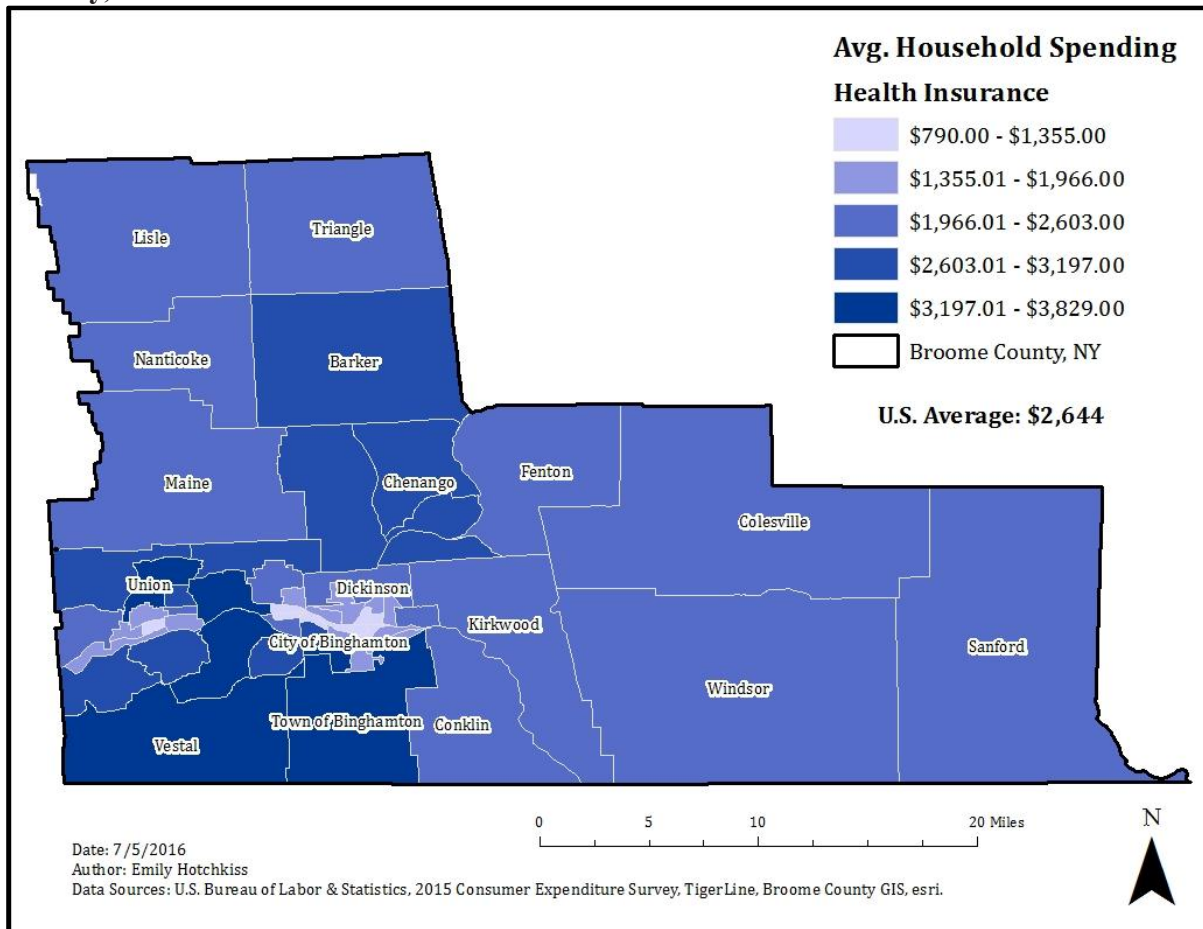 Avg. Household Spending
Health Insurance
$790.00 - $1,355.00
$1,355.01 - $1,966.00
$1,966.01 - $2,603.00
$2,603.01 - $3,197.00
$3,197.01 - $3,829.00
Broome County, NY
U.S. Average: $2,644
Lisle
Triangle
Nanticoke
Barker
Maine
Chenango
Fenton
Colesville
Union
Dickinson
City of Binghamton
Kirkwood
Sanford
Windsor
Vestal
Town of Binghamton
Conklin
0 5 10 20 Miles
N
Date: 7/5/2016
Author: Emily Hotchkiss
Data Sources: U.S. Bureau of Labor & Statistics, 2015 Consumer Expenditure Survey, TigerLine, Broome County GIS, esri.